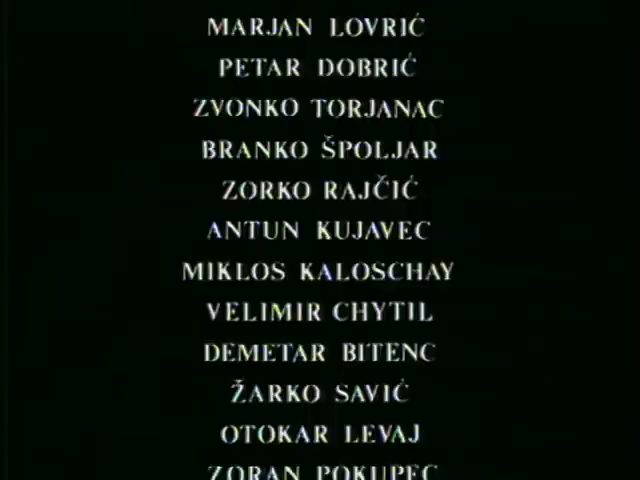 MARJAN LOVRIĆ
PETAR DOBRIĆ
ZVONKO TORJANAC
BRANKO ŠPOLJAR
ZORKO RAJČIĆ
ANTUN KUJAVEC
MIKLOS KALOSCHAY
VELIMIR CHYTIL
DEMETAR BITENC
ŽARKO SAVIĆ
OTOKAR LEVAJ
ZORAN POKUPEC